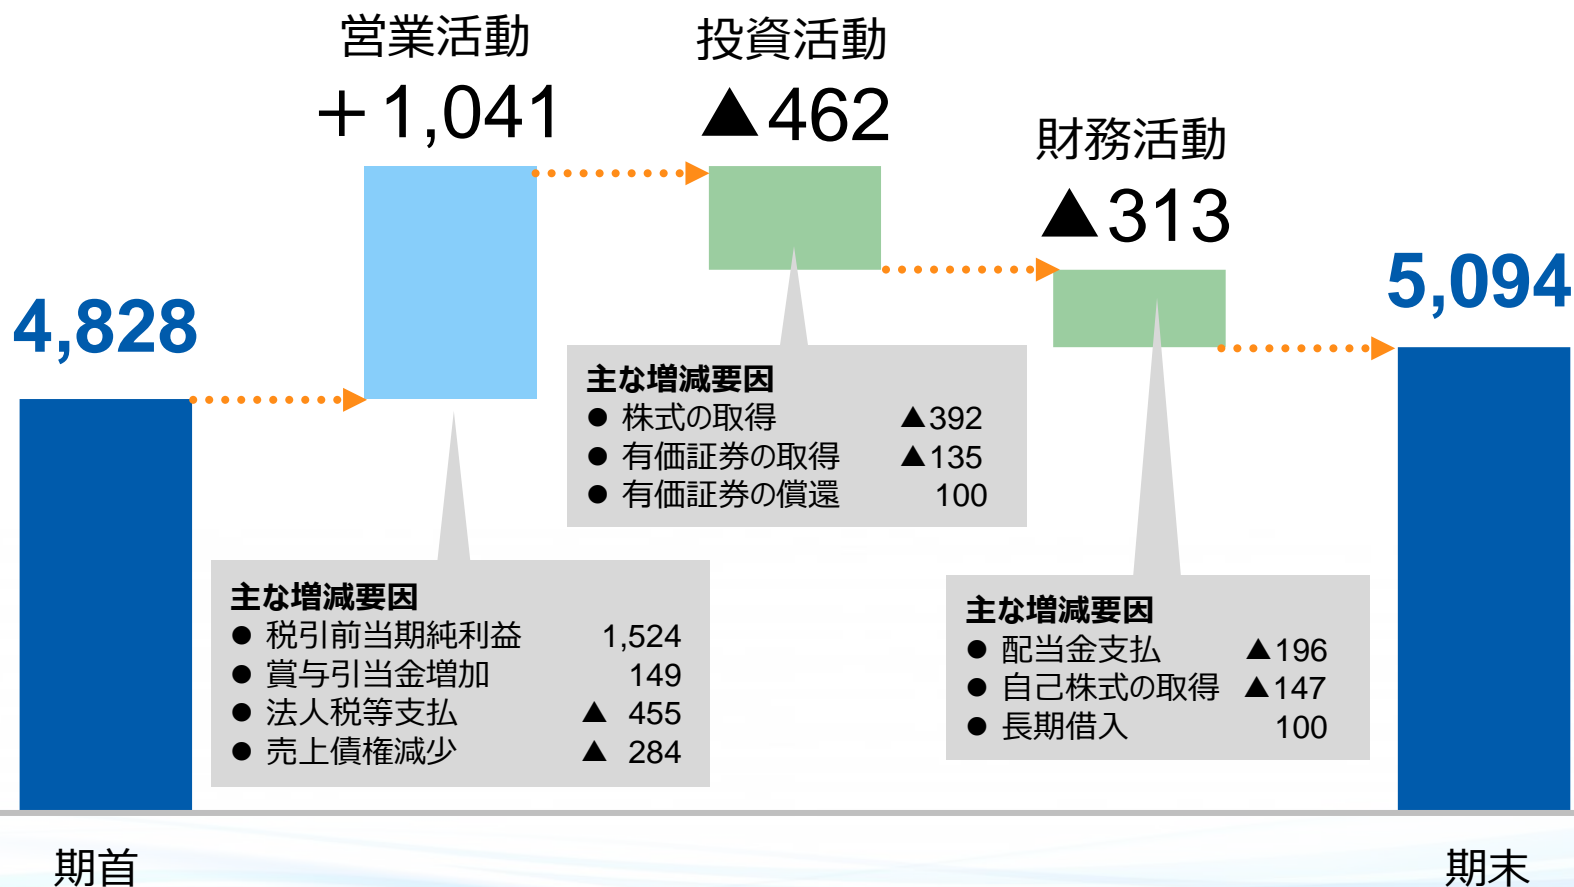 営業活動
＋1,041
投資活動
▲462
財務活動
▲313
4,828
5,094
主な増減要因
● 株式の取得 ▲392
● 有価証券の取得 ▲135
● 有価証券の償還 100
主な増減要因
● 税引前当期純利益 1,524
● 賞与引当金増加 149
● 法人税等支払 ▲ 455
● 売上債権減少 ▲ 284
主な増減要因
● 配当金支払 ▲196
● 自己株式の取得 ▲147
● 長期借入 100
期首
期末